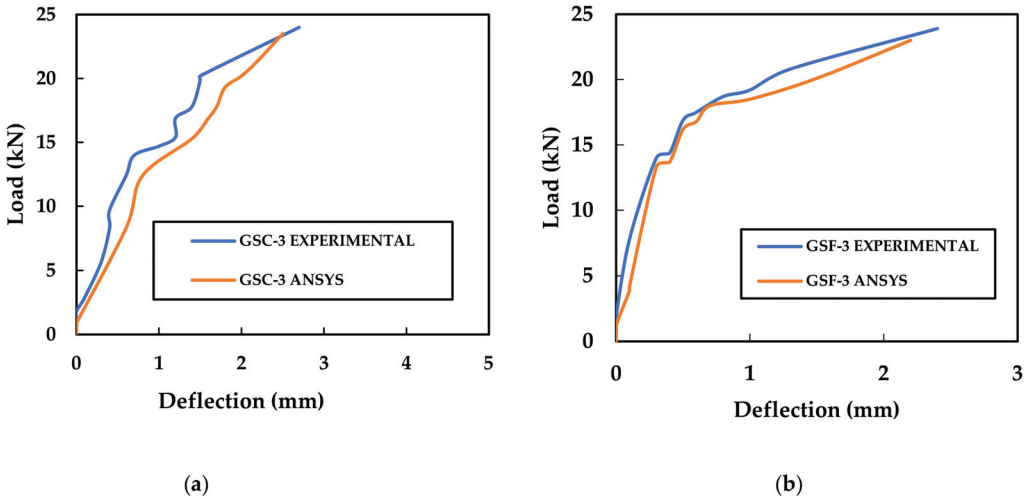 25
20
15
10
5
0
Load (kN)
GSC-3 EXPERIMENTAL
GSC-3 ANSYS
0 1 2 3 4 5
Deflection (mm)
(a)
25
20
15
10
5
0
Load (kN)
GSF-3 EXPERIMENTAL
GSF-3 ANSYS
0 1 2 3
Deflection (mm)
(b)